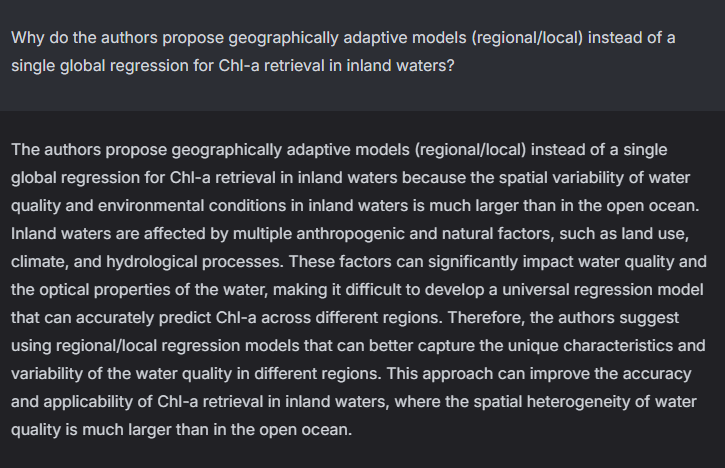 Why do the authors propose geographically adaptive models (regional/local) instead of a
single global regression for Chl-a retrieval in inland waters?
The authors propose geographically adaptive models (regional/local) instead of a single
global regression for Chl-a retrieval in inland waters because the spatial variability of water
quality and environmental conditions in inland waters is much larger than in the open ocean.
Inland waters are affected by multiple anthropogenic and natural factors, such as land use,
climate, and hydrological processes. These factors can significantly impact water quality and
the optical properties of the water, making it difficult to develop a universal regression model
that can accurately predict Chl-a across different regions. Therefore, the authors suggest
using regional/local regression models that can better capture the unique characteristics and
variability of the water quality in different regions. This approach can improve the accuracy
and applicability of Chl-a retrieval in inland waters, where the spatial heterogeneity of water
quality is much larger than in the open ocean.